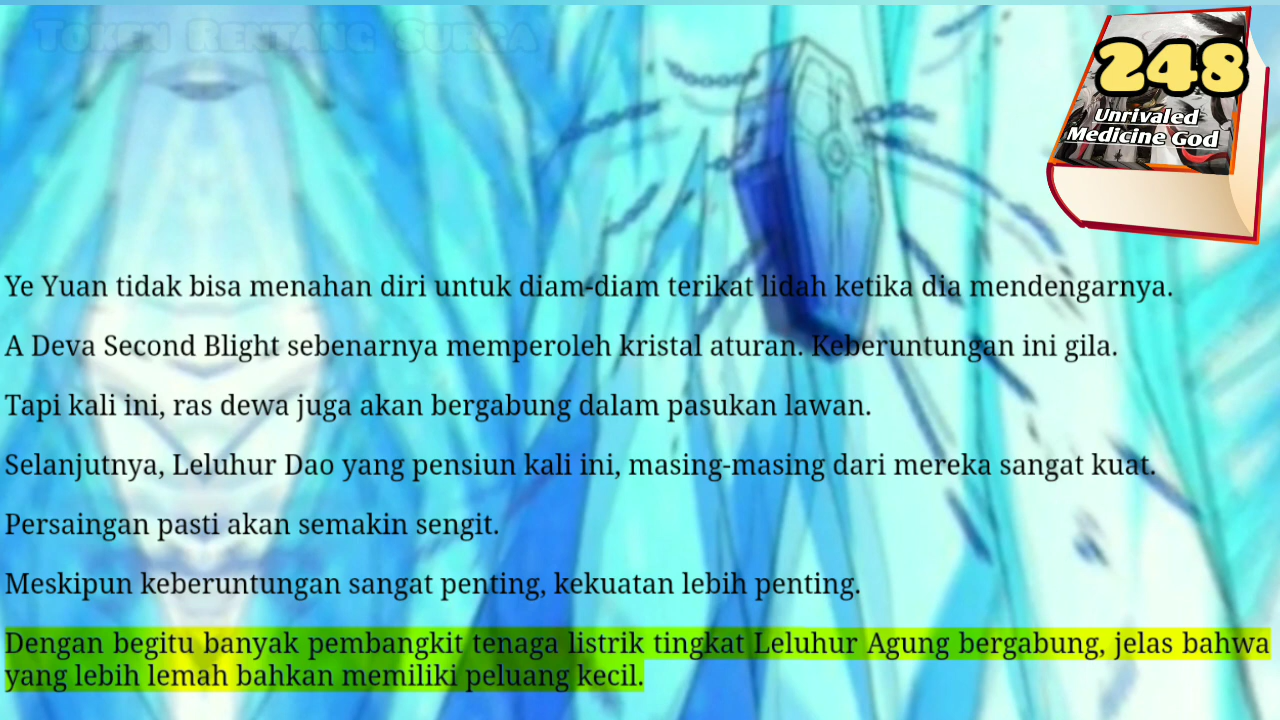 Token Rentang Surga
248
Unrivaled
Medicine God
Ye Yuan tidak bisa menahan diri untuk diam-diam terikat lidah ketika dia mendengarnya.
A Deva Second Blight sebenarnya memperoleh kristal aturan. Keberuntungan ini gila.
Tapi kali ini, ras dewa juga akan bergabung dalam pasukan lawan.
Selanjutnya, Leluhur Dao yang pensiun kali ini, masing-masing dari mereka sangat kuat.
Persaingan pasti akan semakin sengit.
Meskipun keberuntungan sangat penting, kekuatan lebih penting.
Dengan begitu banyak pembangkit tenaga listrik tingkat Leluhur Agung bergabung, jelas bahwa
yang lebih lemah bahkan memiliki peluang kecil.